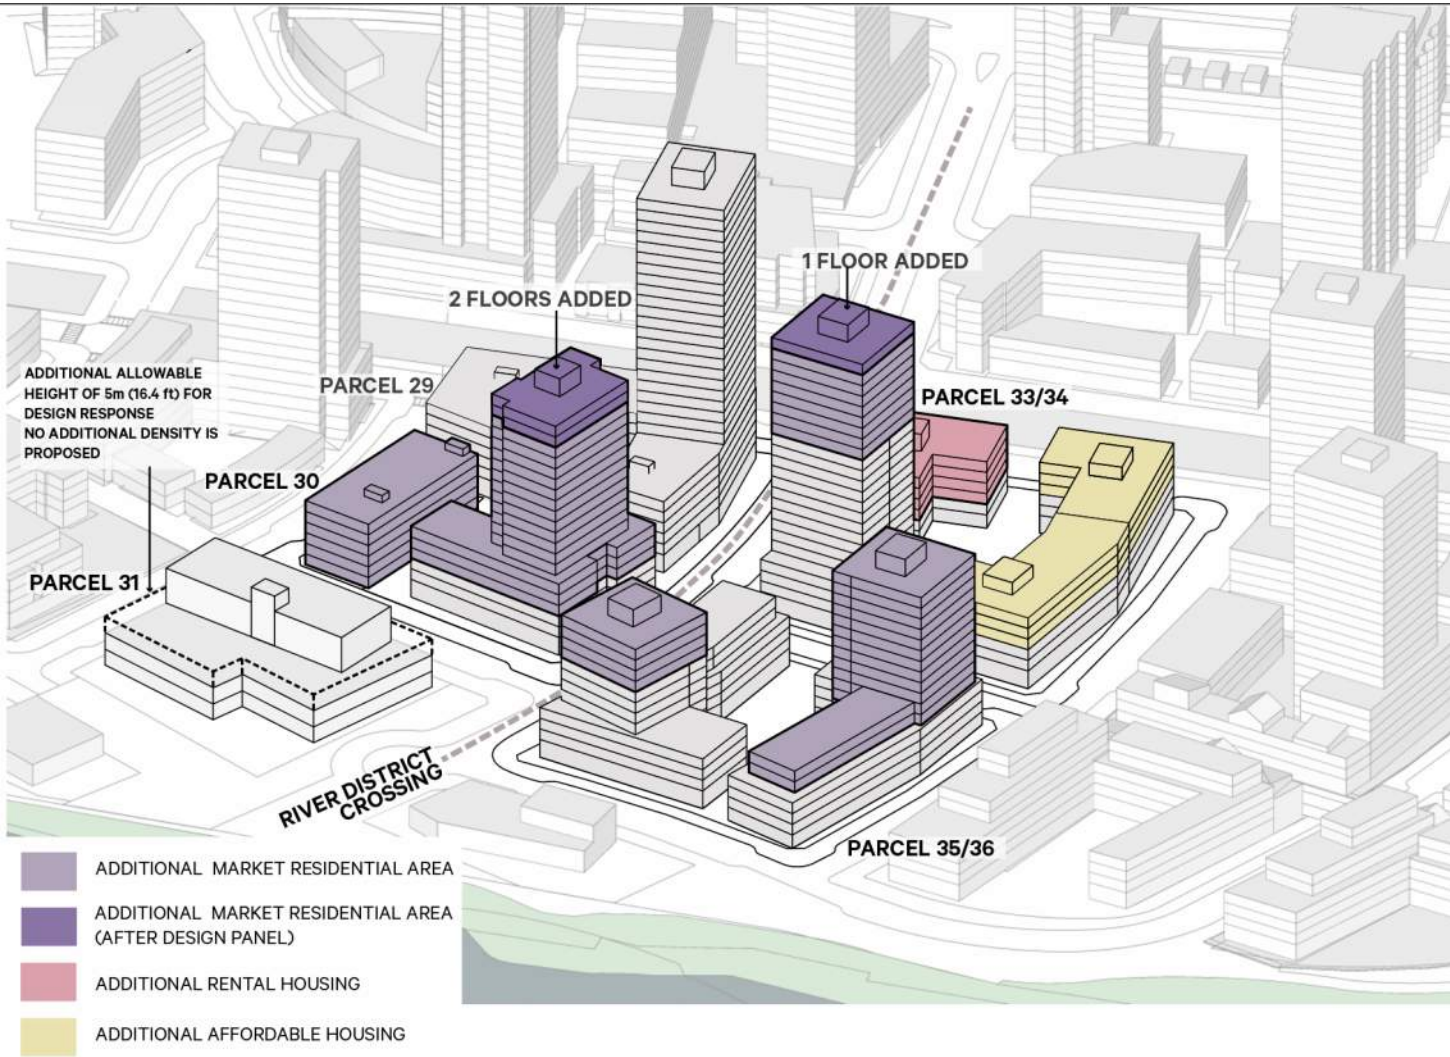 1 FLOOR ADDED
2 FLOORS ADDED
ADDITIONAL ALLOWABLE
HEIGHT OF 5m (16.4 ft) FOR
DESIGN RESPONSE
NO ADDITIONAL DENSITY IS
PROPOSED
PARCEL 29
PARCEL 33/34
PARCEL 30
PARCEL 31
RIVER DISTRICT
CROSSING
PARCEL 35/36
ADDITIONAL MARKET RESIDENTIAL AREA
ADDITIONAL MARKET RESIDENTIAL AREA
(AFTER DESIGN PANEL)
ADDITIONAL RENTAL HOUSING
ADDITIONAL AFFORDABLE HOUSING